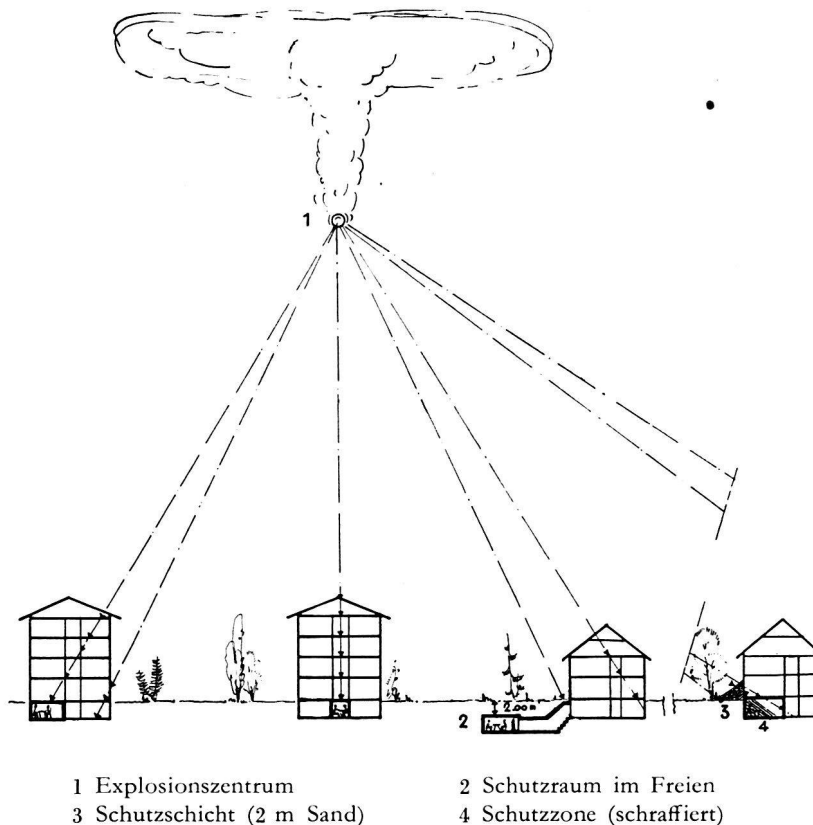 1
2.00 m
2
3
4
1 Explosionszentrum
2 Schutzraum im Freien
3 Schutzschicht (2 m Sand)
4 Schutzzone (schraffiert)